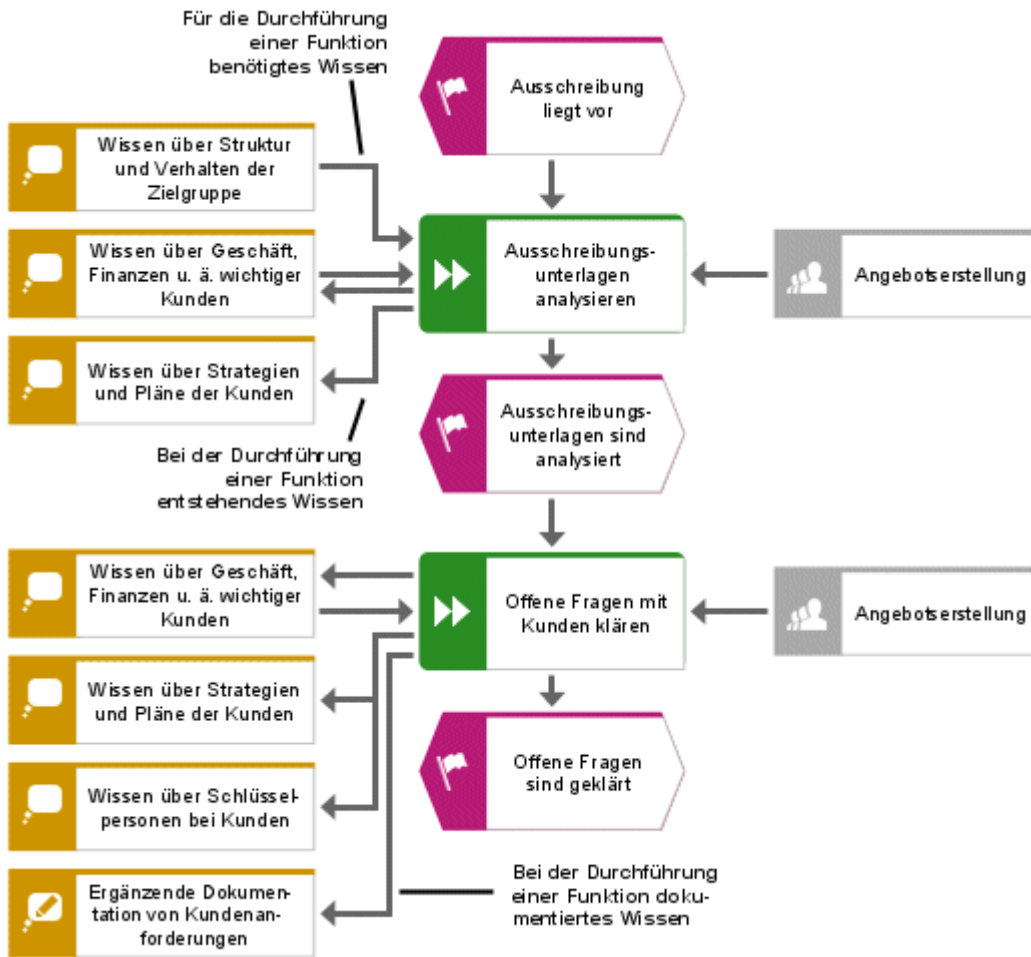 Für die Durchführung
einer Funktion
benötigtes Wissen
Ausschreibung
liegt vor
Wissen über Struktur
und Verhalten der
Zielgruppe
Wissen über Geschäft,
Finanzen u. ä. wichtiger
Kunden
Ausschreibungs-
unterlagen
analysieren
Angebotserstellung
Wissen über Strategien
und Pläne der Kunden
Ausschreibungs-
unterlagen sind
analysiert
Bei der Durchführung
einer Funktion
entstehendes Wissen
Wissen über Geschäft,
Finanzen u. ä. wichtiger
Kunden
Offene Fragen mit
Kunden klären
Angebotserstellung
Wissen über Strategien
und Pläne der Kunden
Offene Fragen
sind geklärt
Wissen über Schlüssel-
personen bei Kunden
Ergänzende Dokumen-
tation von Kundenan-
forderungen
Bei der Durchführung
einer Funktion doku-
mentiertes Wissen